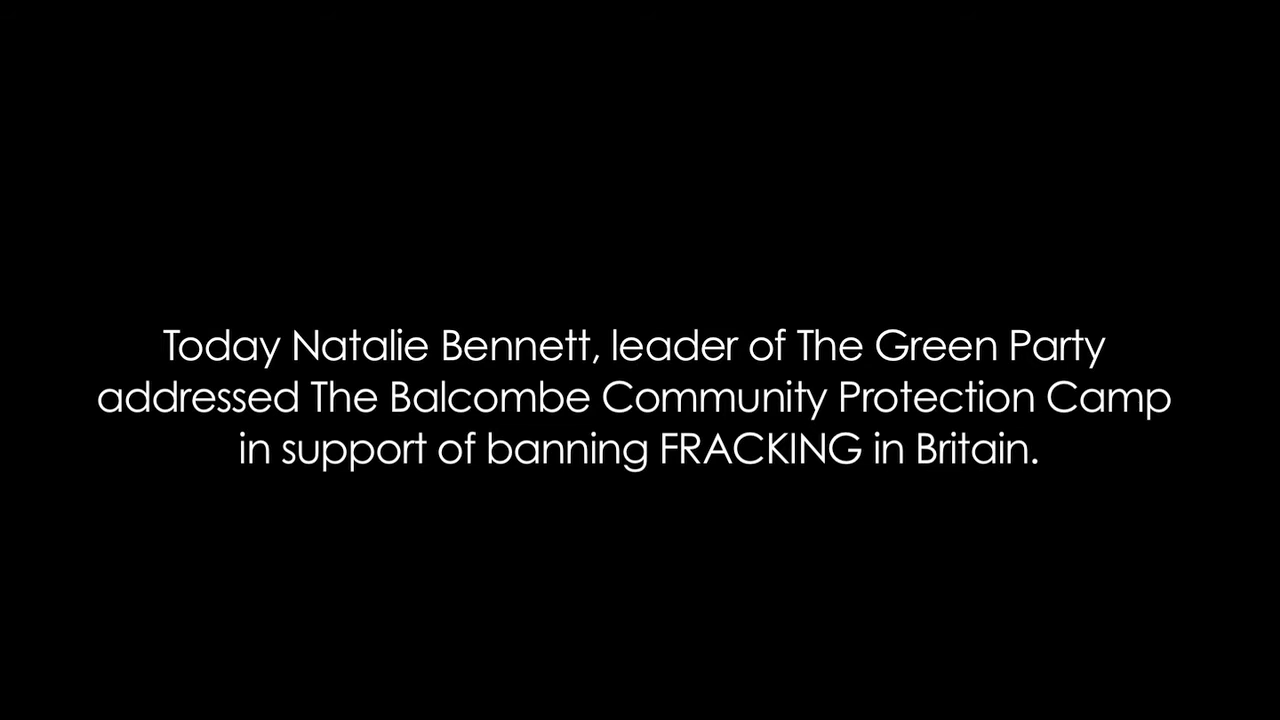 Today Natalie Bennett, leader of The Green Party
addressed The Balcombe Community Protection Camp
in support of banning FRACKING in Britain.